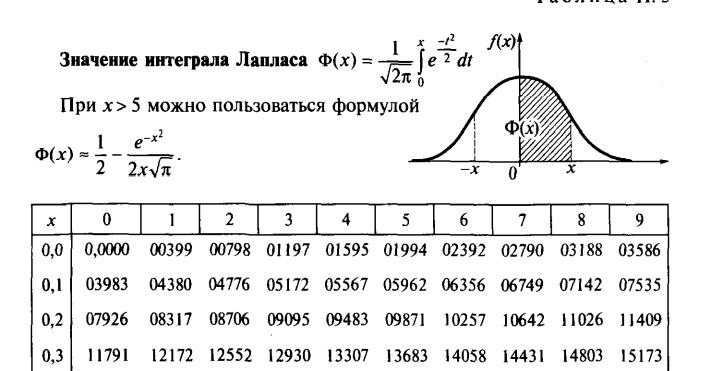 Таблица П. 3
Значение интеграла Лапласа Φ(x) = 1/√2π ∫₀ˣ e^(-t²/2) dt
f(x)
При x > 5 можно пользоваться формулой
Φ(x) ≈ 1/2 − e^(−x²)/(2x√π).
Φ(x)
−x 0 x
x 0 1 2 3 4 5 6 7 8 9
0,0 0,0000 00399 00798 01197 01595 01994 02392 02790 03188 03586
0,1 03983 04380 04776 05172 05567 05962 06356 06749 07142 07535
0,2 07926 08317 08706 09095 09483 09871 10257 10642 11026 11409
0,3 11791 12172 12552 12930 13307 13683 14058 14431 14803 15173